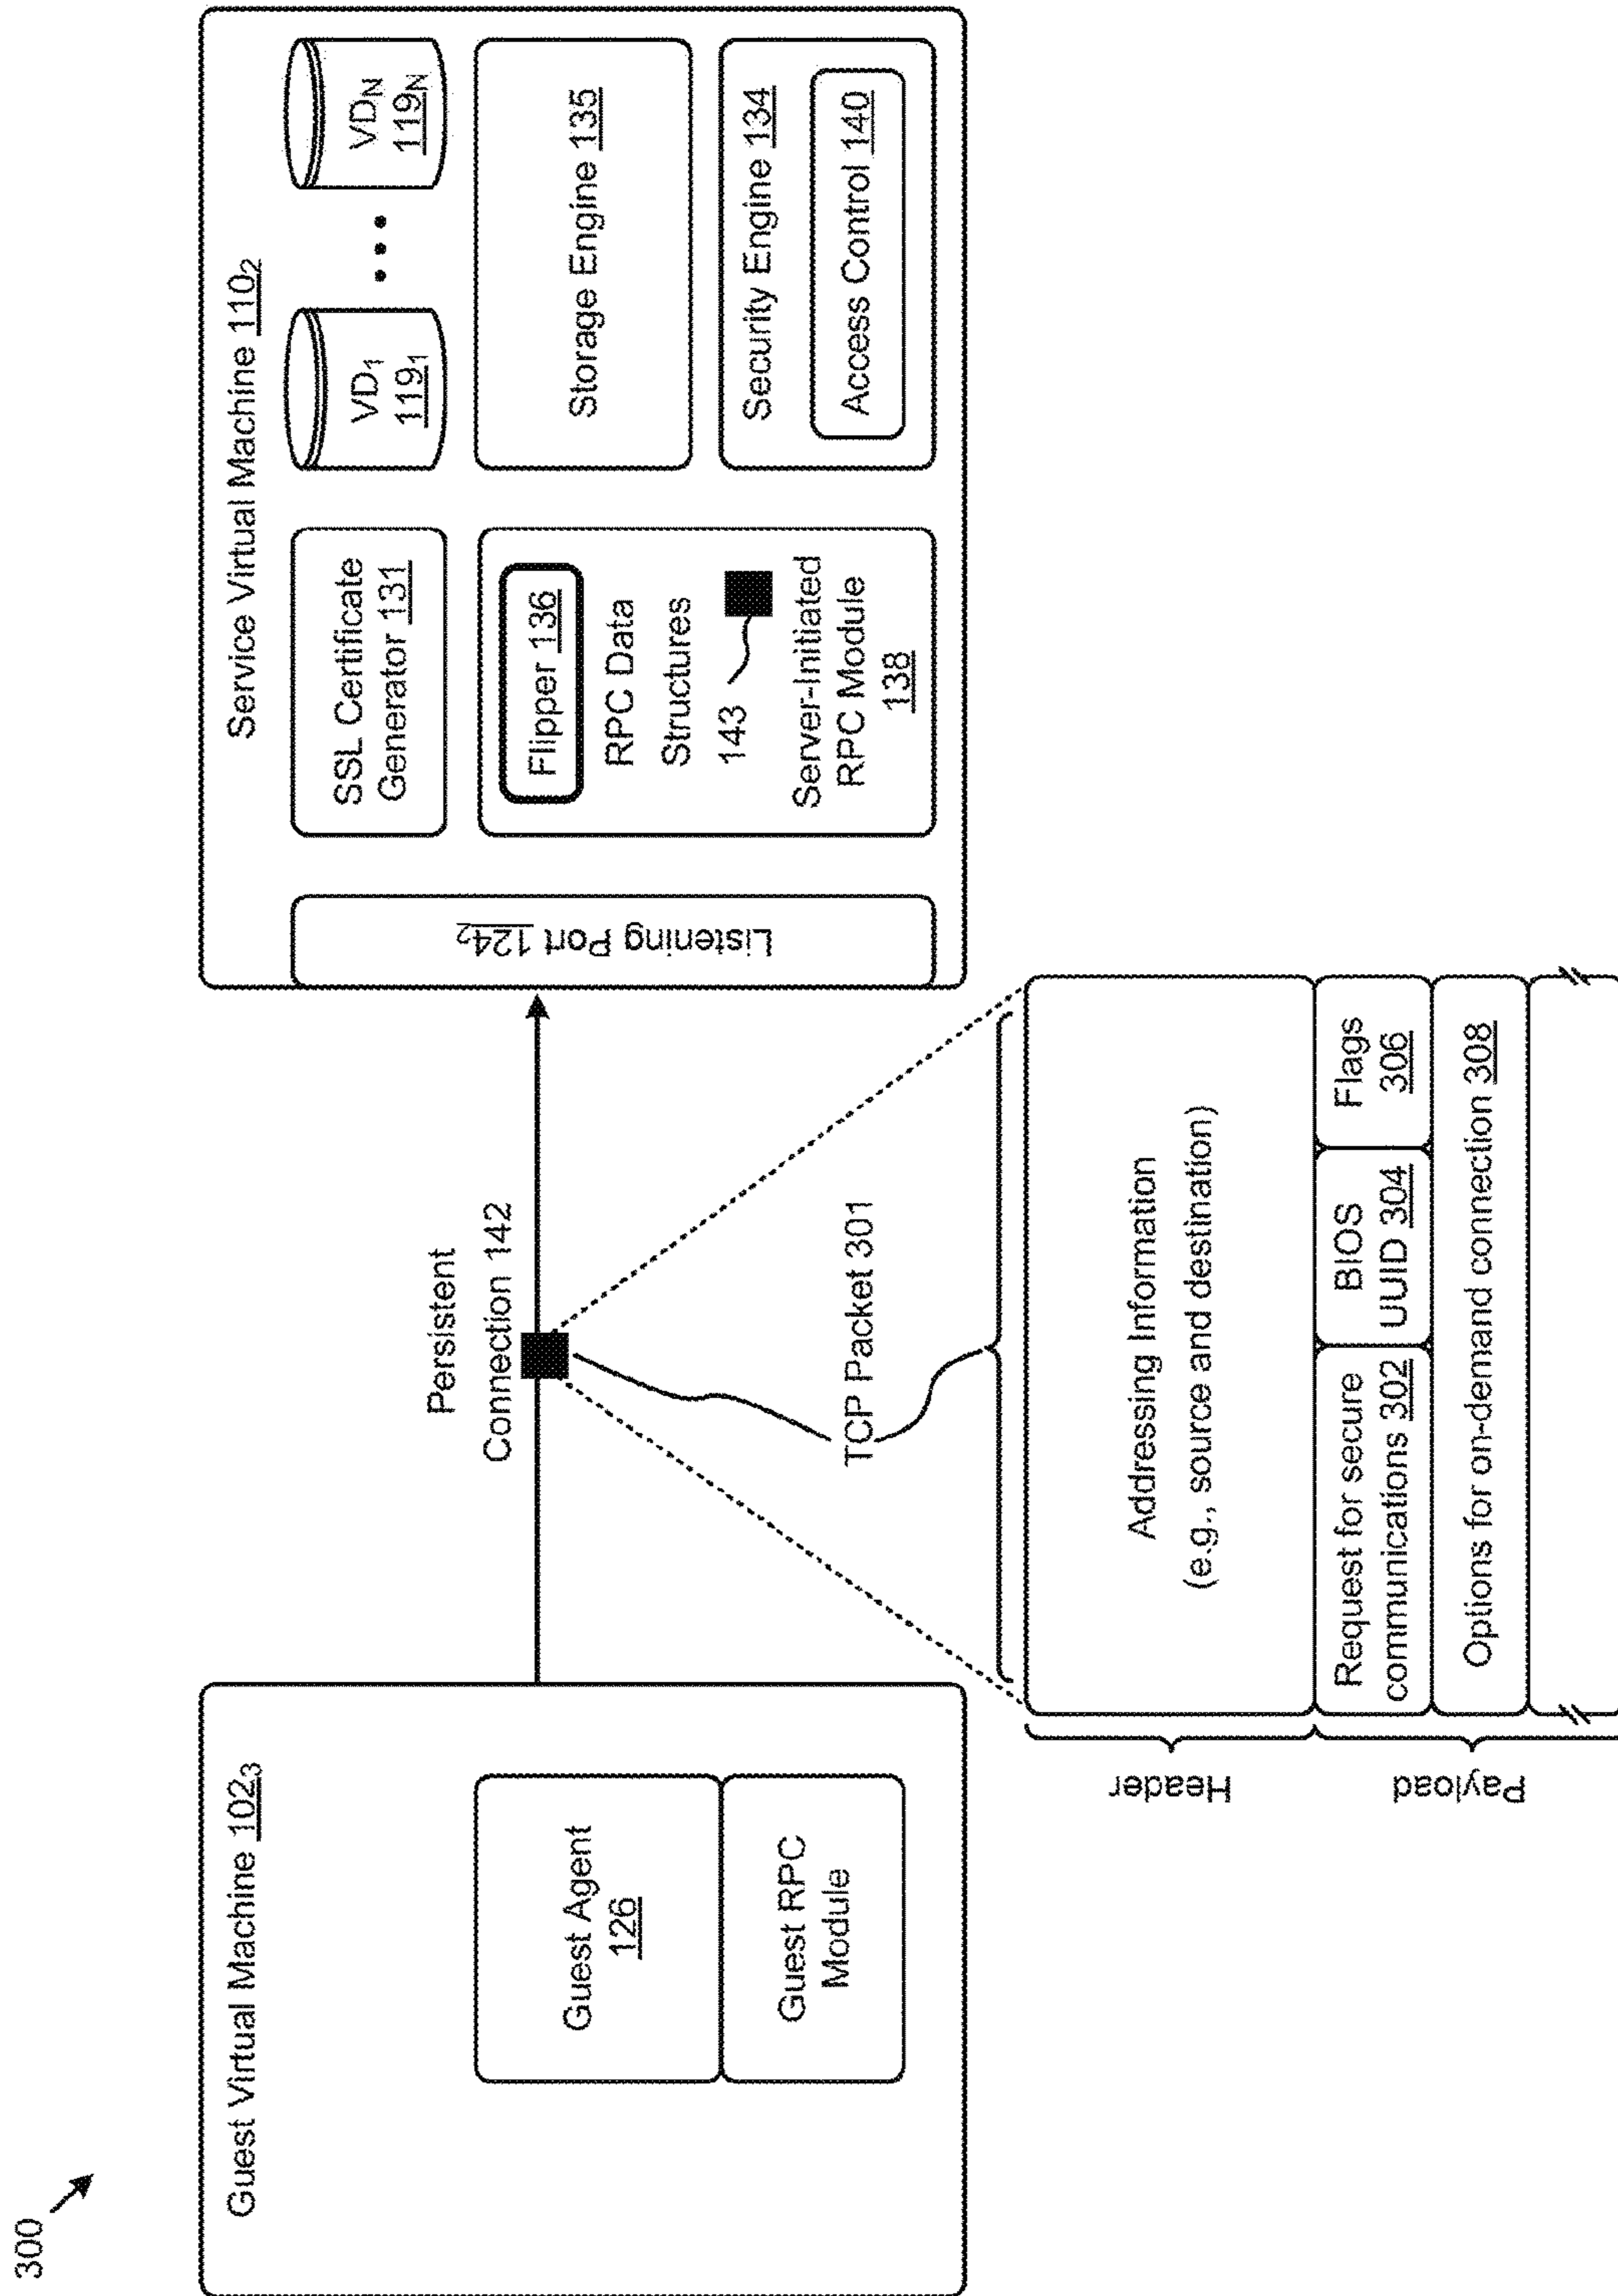 300
Guest Virtual Machine 102₃
Guest Agent
126
Guest RPC
Module
Persistent
Connection 142
TCP Packet 301
Service Virtual Machine 110₂
Listening Port 124₂
SSL Certificate
Generator 131
Flipper 136
RPC Data
Structures
143
Server-Initiated
RPC Module
138
VD₁
119₁
VD_N
119_N
Storage Engine 135
Security Engine 134
Access Control 140
Header
Addressing Information
(e.g., source and destination)
Payload
Request for secure
communications 302
BIOS
UUID 304
Flags
306
Options for on-demand connection 308